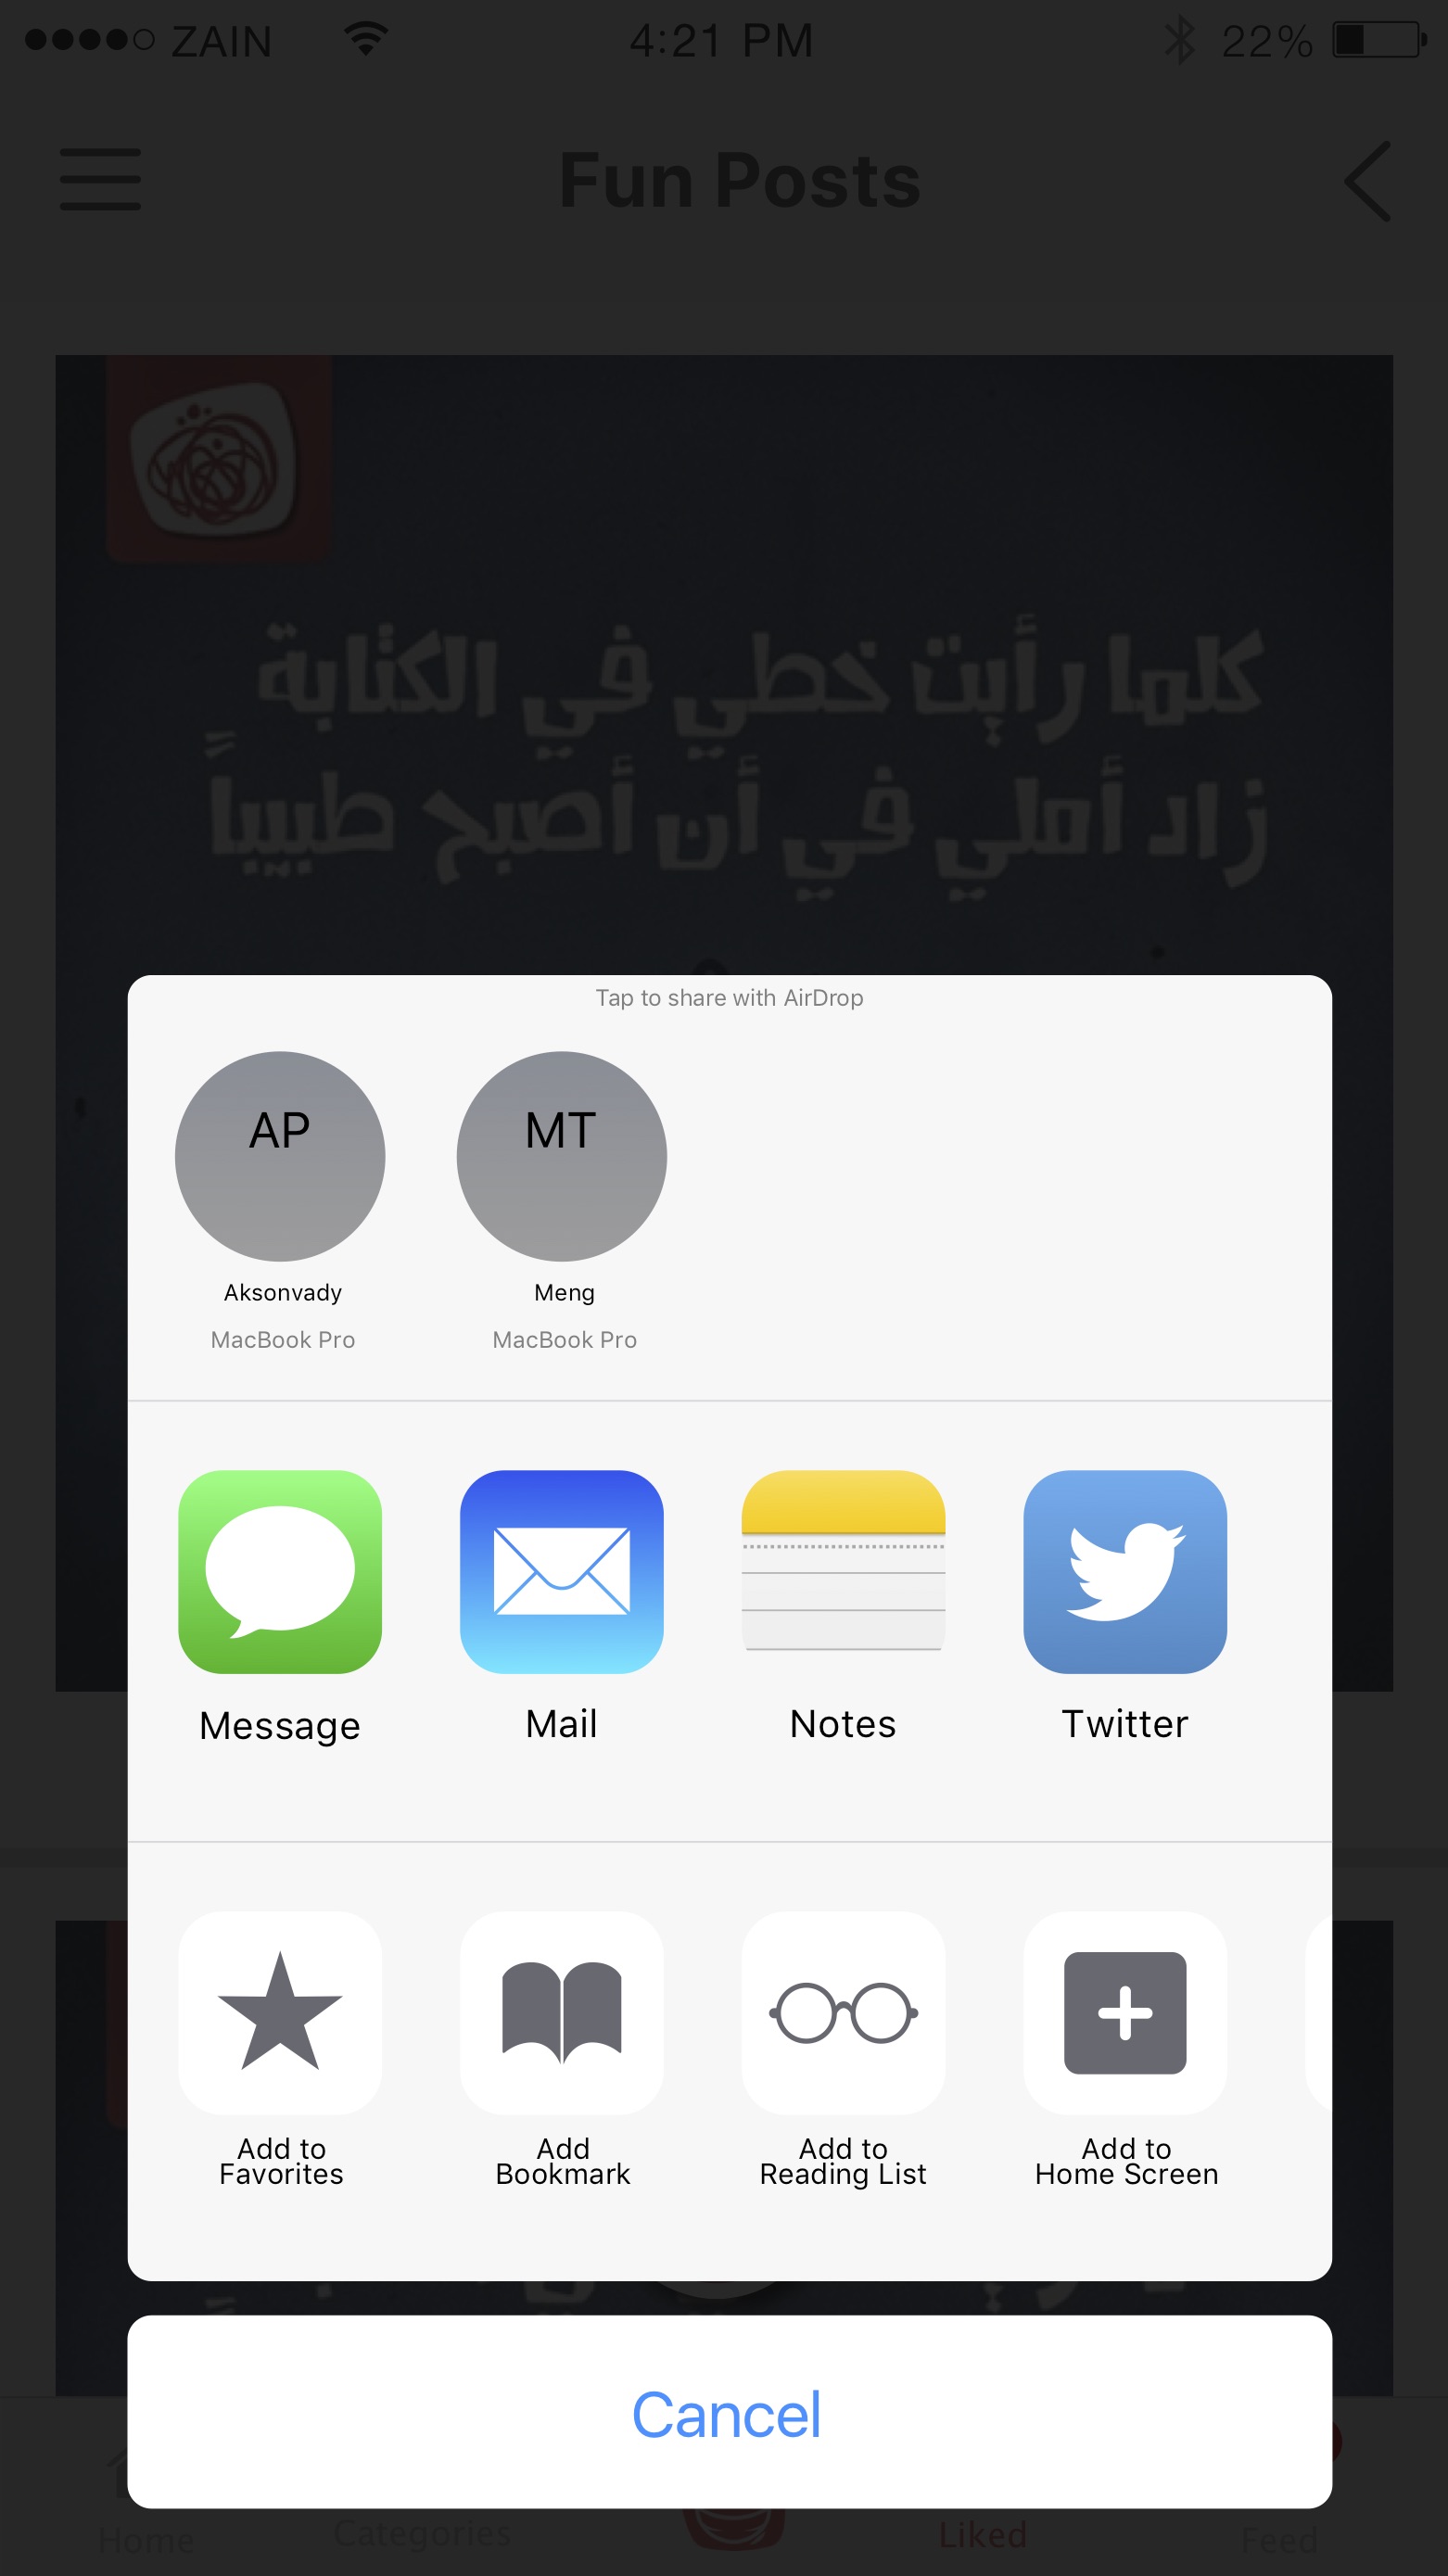 ZAIN 4:21 PM 22%
Fun Posts
كلما رأيت خطي في الكتابة
زاد أملي في أن أصبح طبيباً
Tap to share with AirDrop
AP MT
Aksonvady Meng
MacBook Pro MacBook Pro
Message Mail Notes Twitter
Add to Add Add to Add to
Favorites Bookmark Reading List Home Screen
Cancel
Home Categories Liked Feed